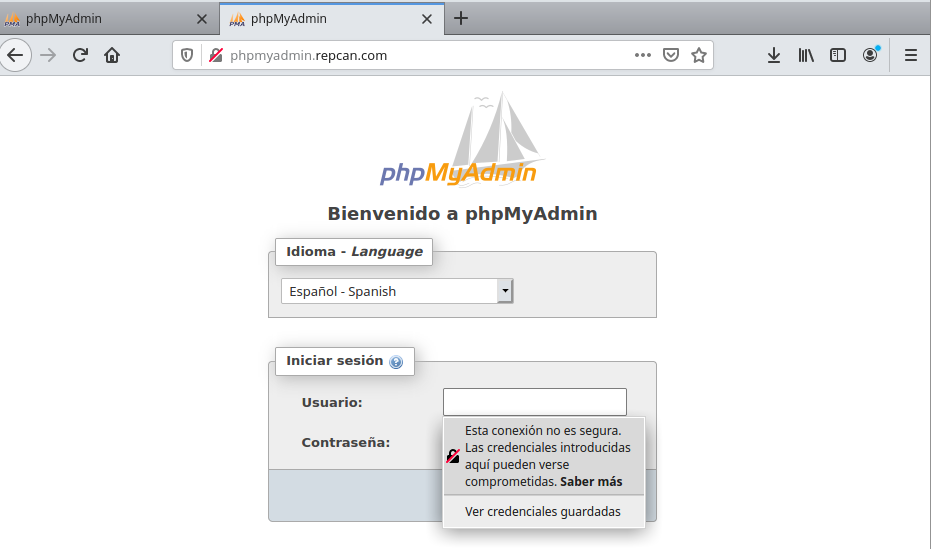 phpMyAdmin
phpMyAdmin
phpmyadmin.repcan.com
phpMyAdmin
Bienvenido a phpMyAdmin
Idioma - Language
Español - Spanish
Iniciar sesión
Usuario:
Contraseña:
Esta conexión no es segura.
Las credenciales introducidas
aquí pueden verse
comprometidas. Saber más
Ver credenciales guardadas